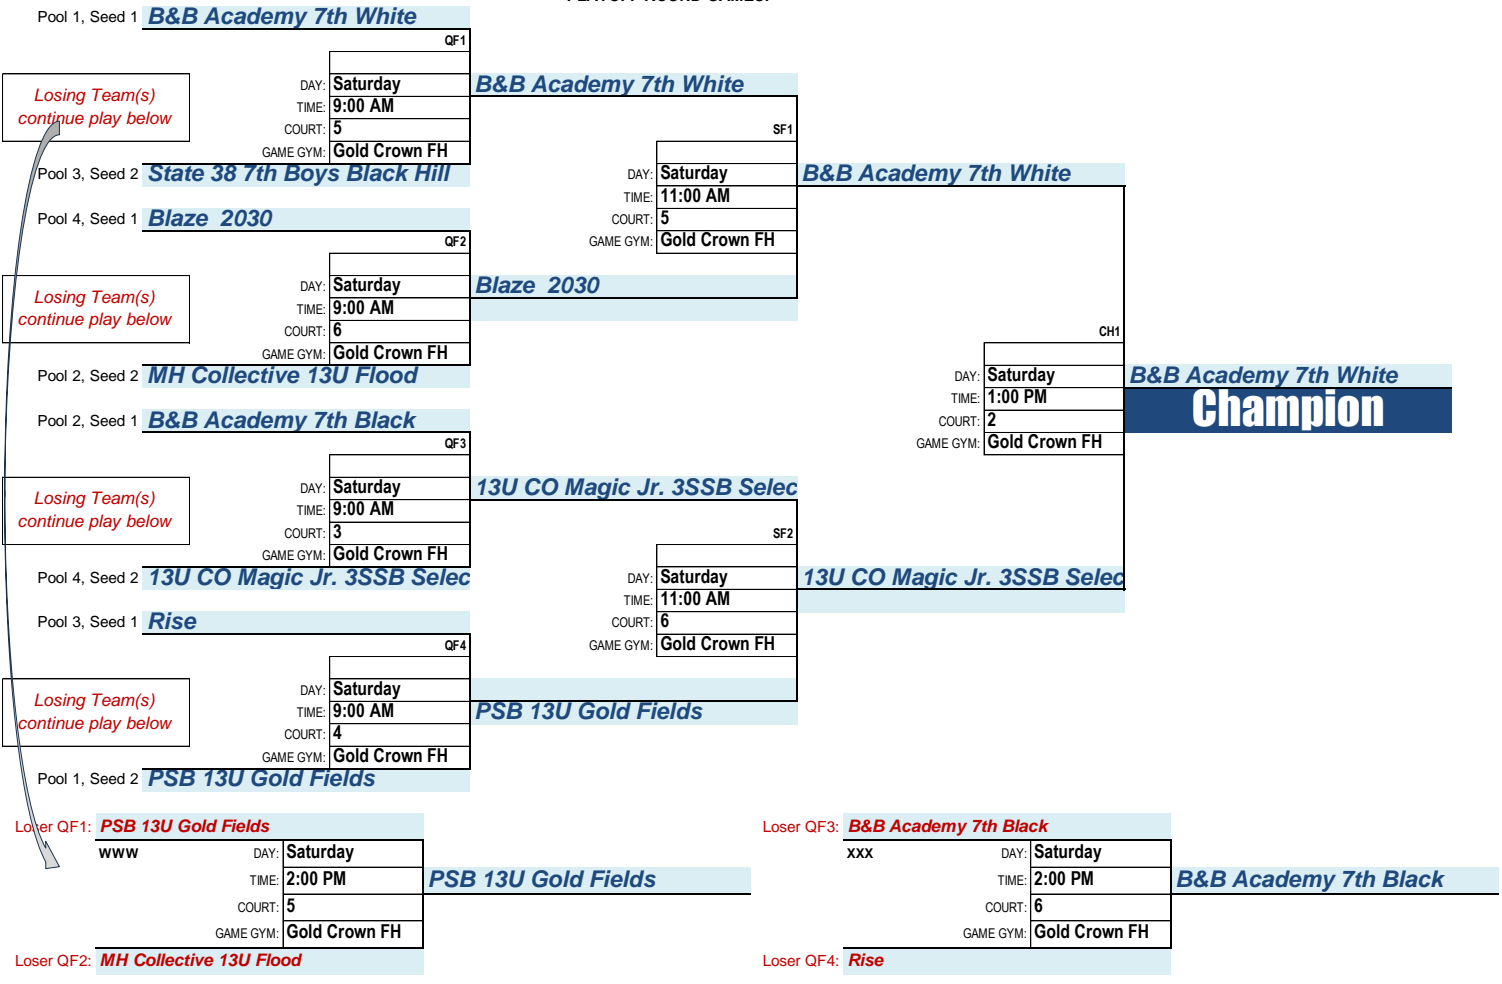 PLAYOFF ROUND GAMES:
Pool 1, Seed 1 B&B Academy 7th White
QF1
Losing Team(s)
continue play below
DAY: Saturday
TIME: 9:00 AM
COURT: 5
GAME GYM: Gold Crown FH
Pool 3, Seed 2 State 38 7th Boys Black Hill
B&B Academy 7th White
Pool 4, Seed 1 Blaze 2030
QF2
Losing Team(s)
continue play below
DAY: Saturday
TIME: 9:00 AM
COURT: 6
GAME GYM: Gold Crown FH
Pool 2, Seed 2 MH Collective 13U Flood
Blaze 2030
SF1
DAY: Saturday
TIME: 11:00 AM
COURT: 5
GAME GYM: Gold Crown FH
B&B Academy 7th White
Pool 2, Seed 1 B&B Academy 7th Black
QF3
Losing Team(s)
continue play below
DAY: Saturday
TIME: 9:00 AM
COURT: 3
GAME GYM: Gold Crown FH
Pool 4, Seed 2 13U CO Magic Jr. 3SSB Selec
13U CO Magic Jr. 3SSB Selec
Pool 3, Seed 1 Rise
QF4
Losing Team(s)
continue play below
DAY: Saturday
TIME: 9:00 AM
COURT: 4
GAME GYM: Gold Crown FH
Pool 1, Seed 2 PSB 13U Gold Fields
PSB 13U Gold Fields
SF2
DAY: Saturday
TIME: 11:00 AM
COURT: 6
GAME GYM: Gold Crown FH
13U CO Magic Jr. 3SSB Selec
CH1
DAY: Saturday
TIME: 1:00 PM
COURT: 2
GAME GYM: Gold Crown FH
B&B Academy 7th White
Champion
Loser QF1: PSB 13U Gold Fields
WWW
DAY: Saturday
TIME: 2:00 PM
COURT: 5
GAME GYM: Gold Crown FH
Loser QF2: MH Collective 13U Flood
PSB 13U Gold Fields
Loser QF3: B&B Academy 7th Black
XXX
DAY: Saturday
TIME: 2:00 PM
COURT: 6
GAME GYM: Gold Crown FH
Loser QF4: Rise
B&B Academy 7th Black